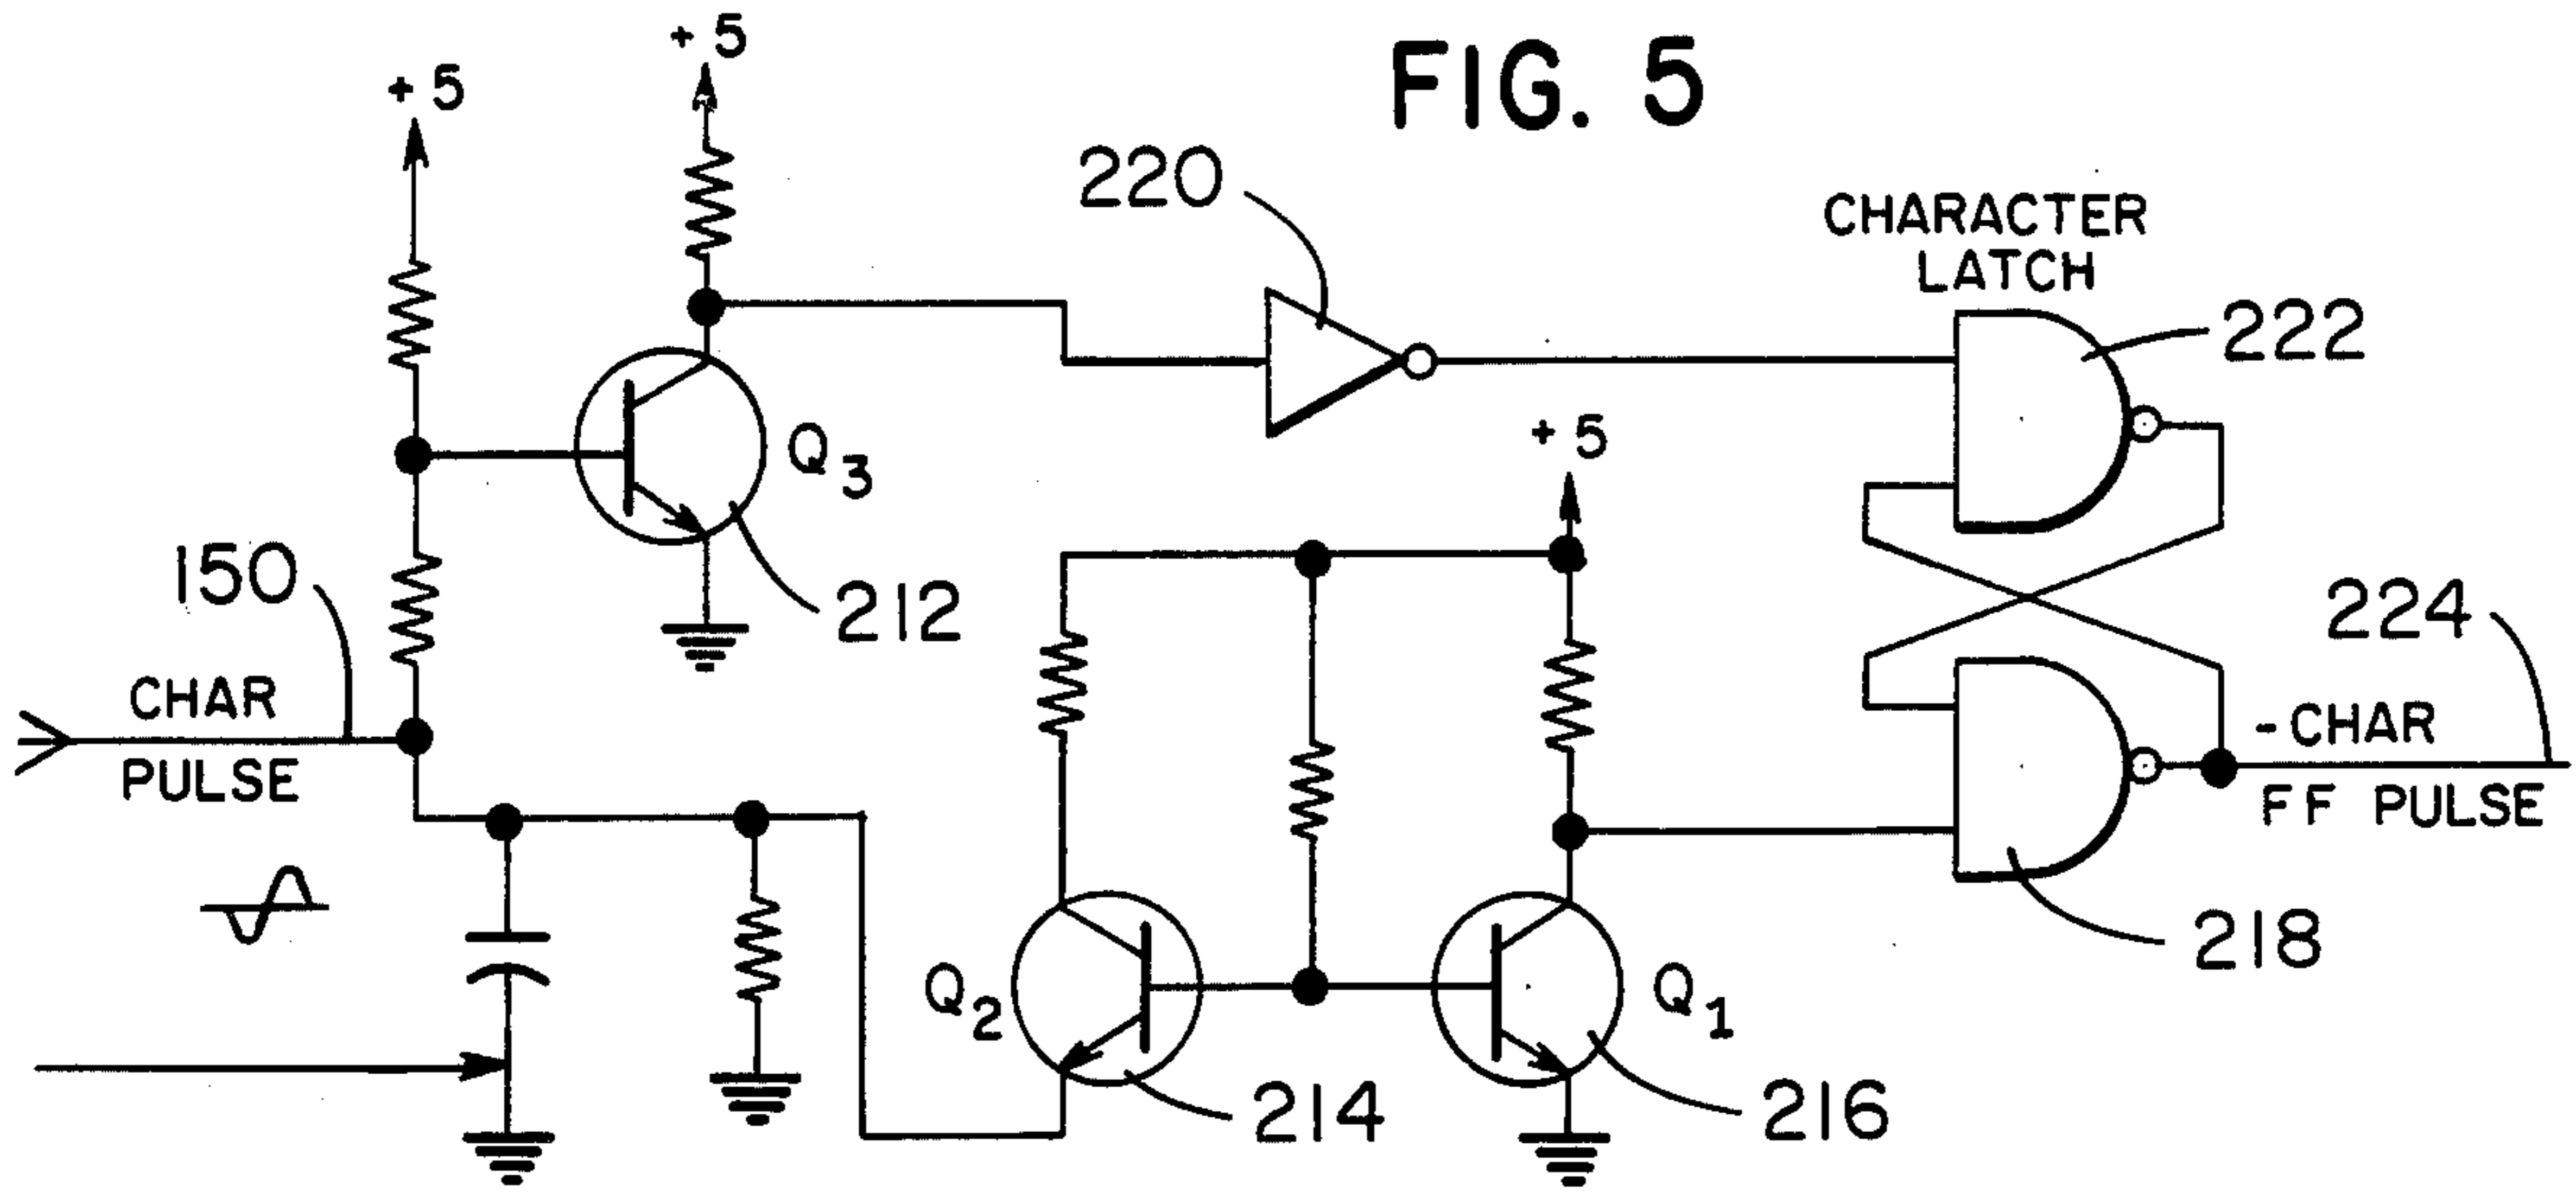 FIG. 5
+5
+5
220
CHARACTER
LATCH
222
Q3
+5
150
212
224
CHAR
PULSE
-CHAR
FF PULSE
218
Q2
Q1
214
216